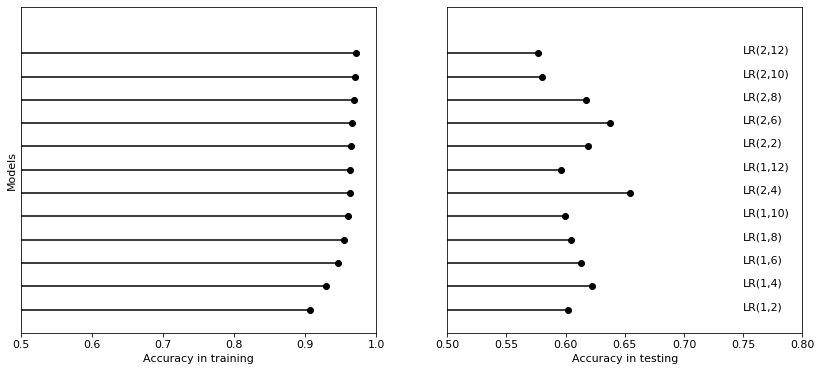 Models
0.5 0.6 0.7 0.8 0.9 1.0
Accuracy in training
LR(2,12)
LR(2,10)
LR(2,8)
LR(2,6)
LR(2,2)
LR(1,12)
LR(2,4)
LR(1,10)
LR(1,8)
LR(1,6)
LR(1,4)
LR(1,2)
0.50 0.55 0.60 0.65 0.70 0.75 0.80
Accuracy in testing